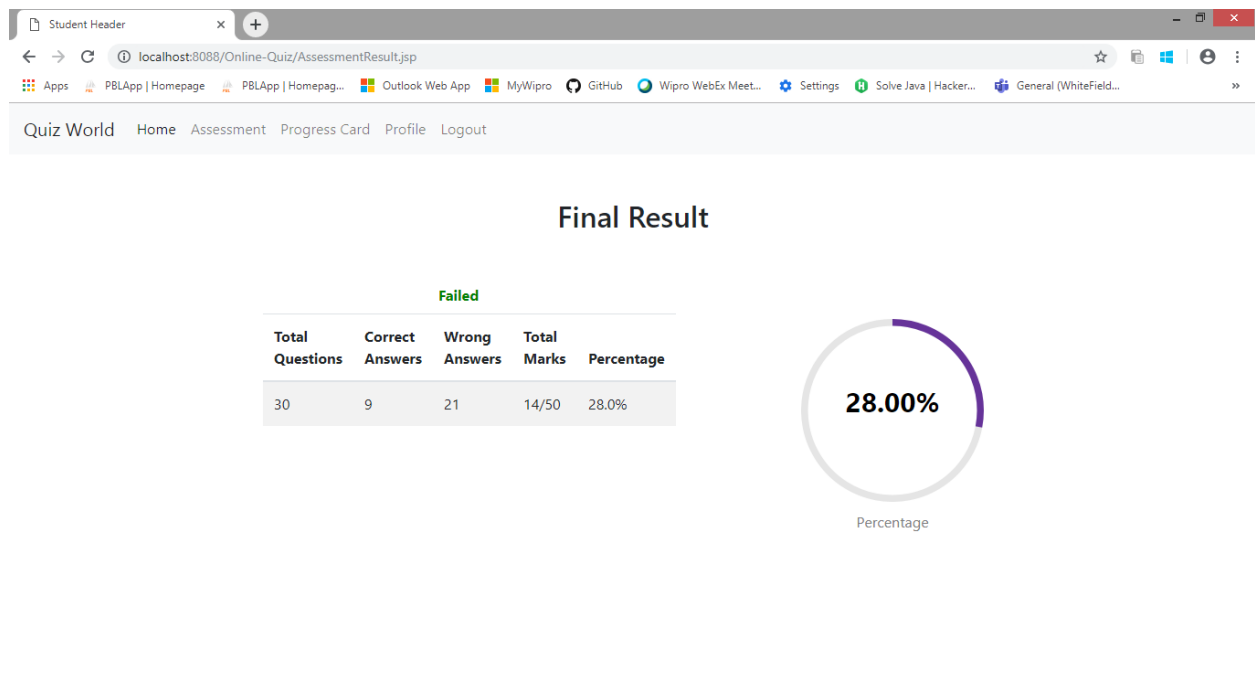 Student Header
localhost:8088/Online-Quiz/AssessmentResult.jsp
Apps PBLApp | Homepage PBLApp | Homepag... Outlook Web App MyWipro GitHub Wipro WebEx Meet... Settings Solve Java | Hacker... General (WhiteField... »
Quiz World Home Assessment Progress Card Profile Logout
Final Result
Failed
Total Questions Correct Answers Wrong Answers Total Marks Percentage
30 9 21 14/50 28.0%
28.00%
Percentage